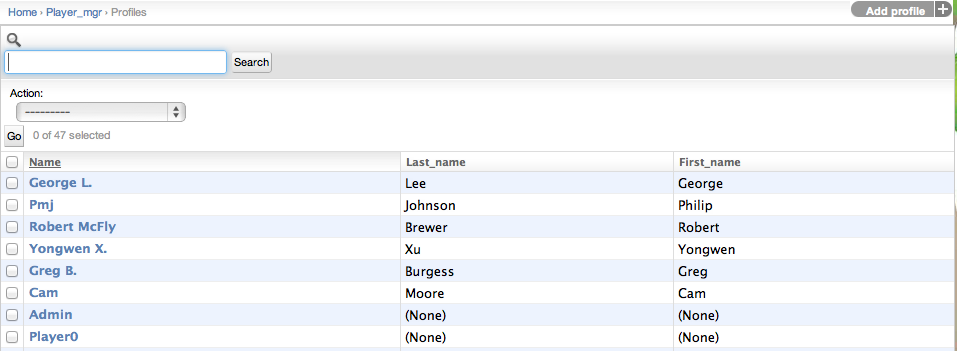 Home › Player_mgr › Profiles
Add profile +
Search
Action:
---------
Go 0 of 47 selected
Name Last_name First_name
George L. Lee George
Pmj Johnson Philip
Robert McFly Brewer Robert
Yongwen X. Xu Yongwen
Greg B. Burgess Greg
Cam Moore Cam
Admin (None) (None)
Player0 (None) (None)